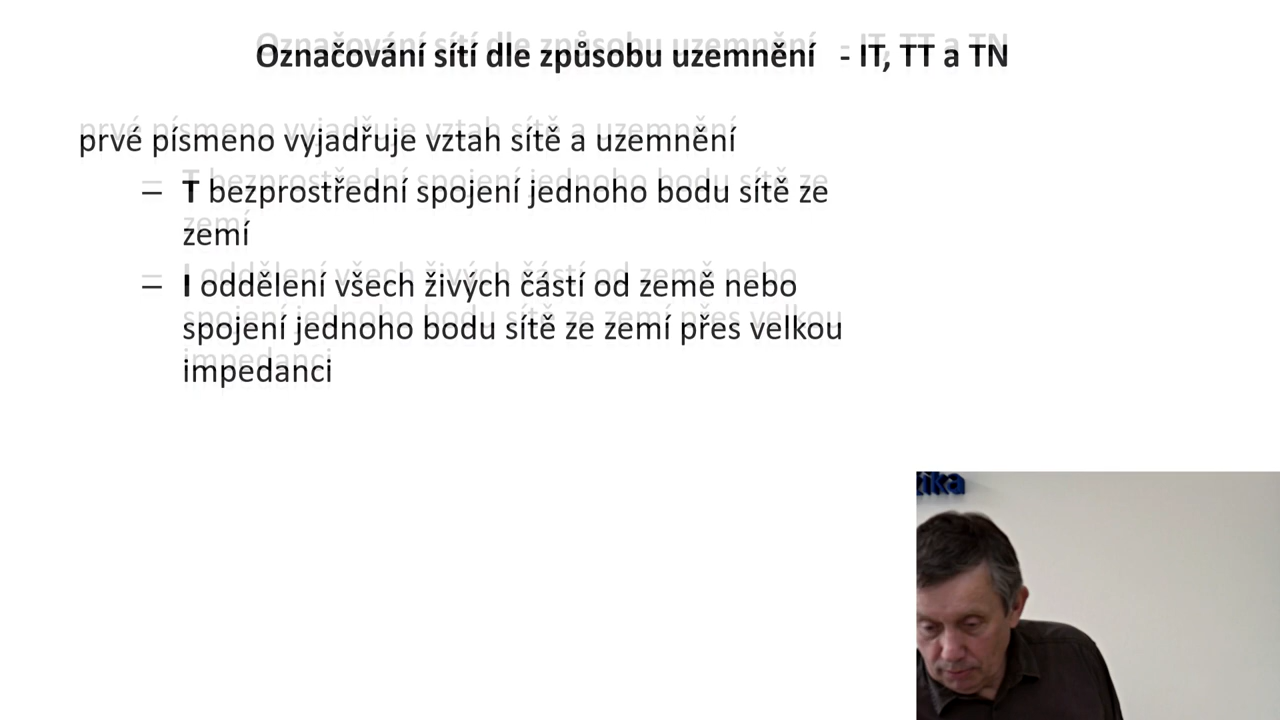 Označování sítí dle způsobu uzemnění - IT, TT a TN
prvé písmeno vyjadřuje vztah sítě a uzemnění
– T bezprostřední spojení jednoho bodu sítě ze
zemí
– I oddělení všech živých částí od země nebo
spojení jednoho bodu sítě ze zemí přes velkou
impedanci